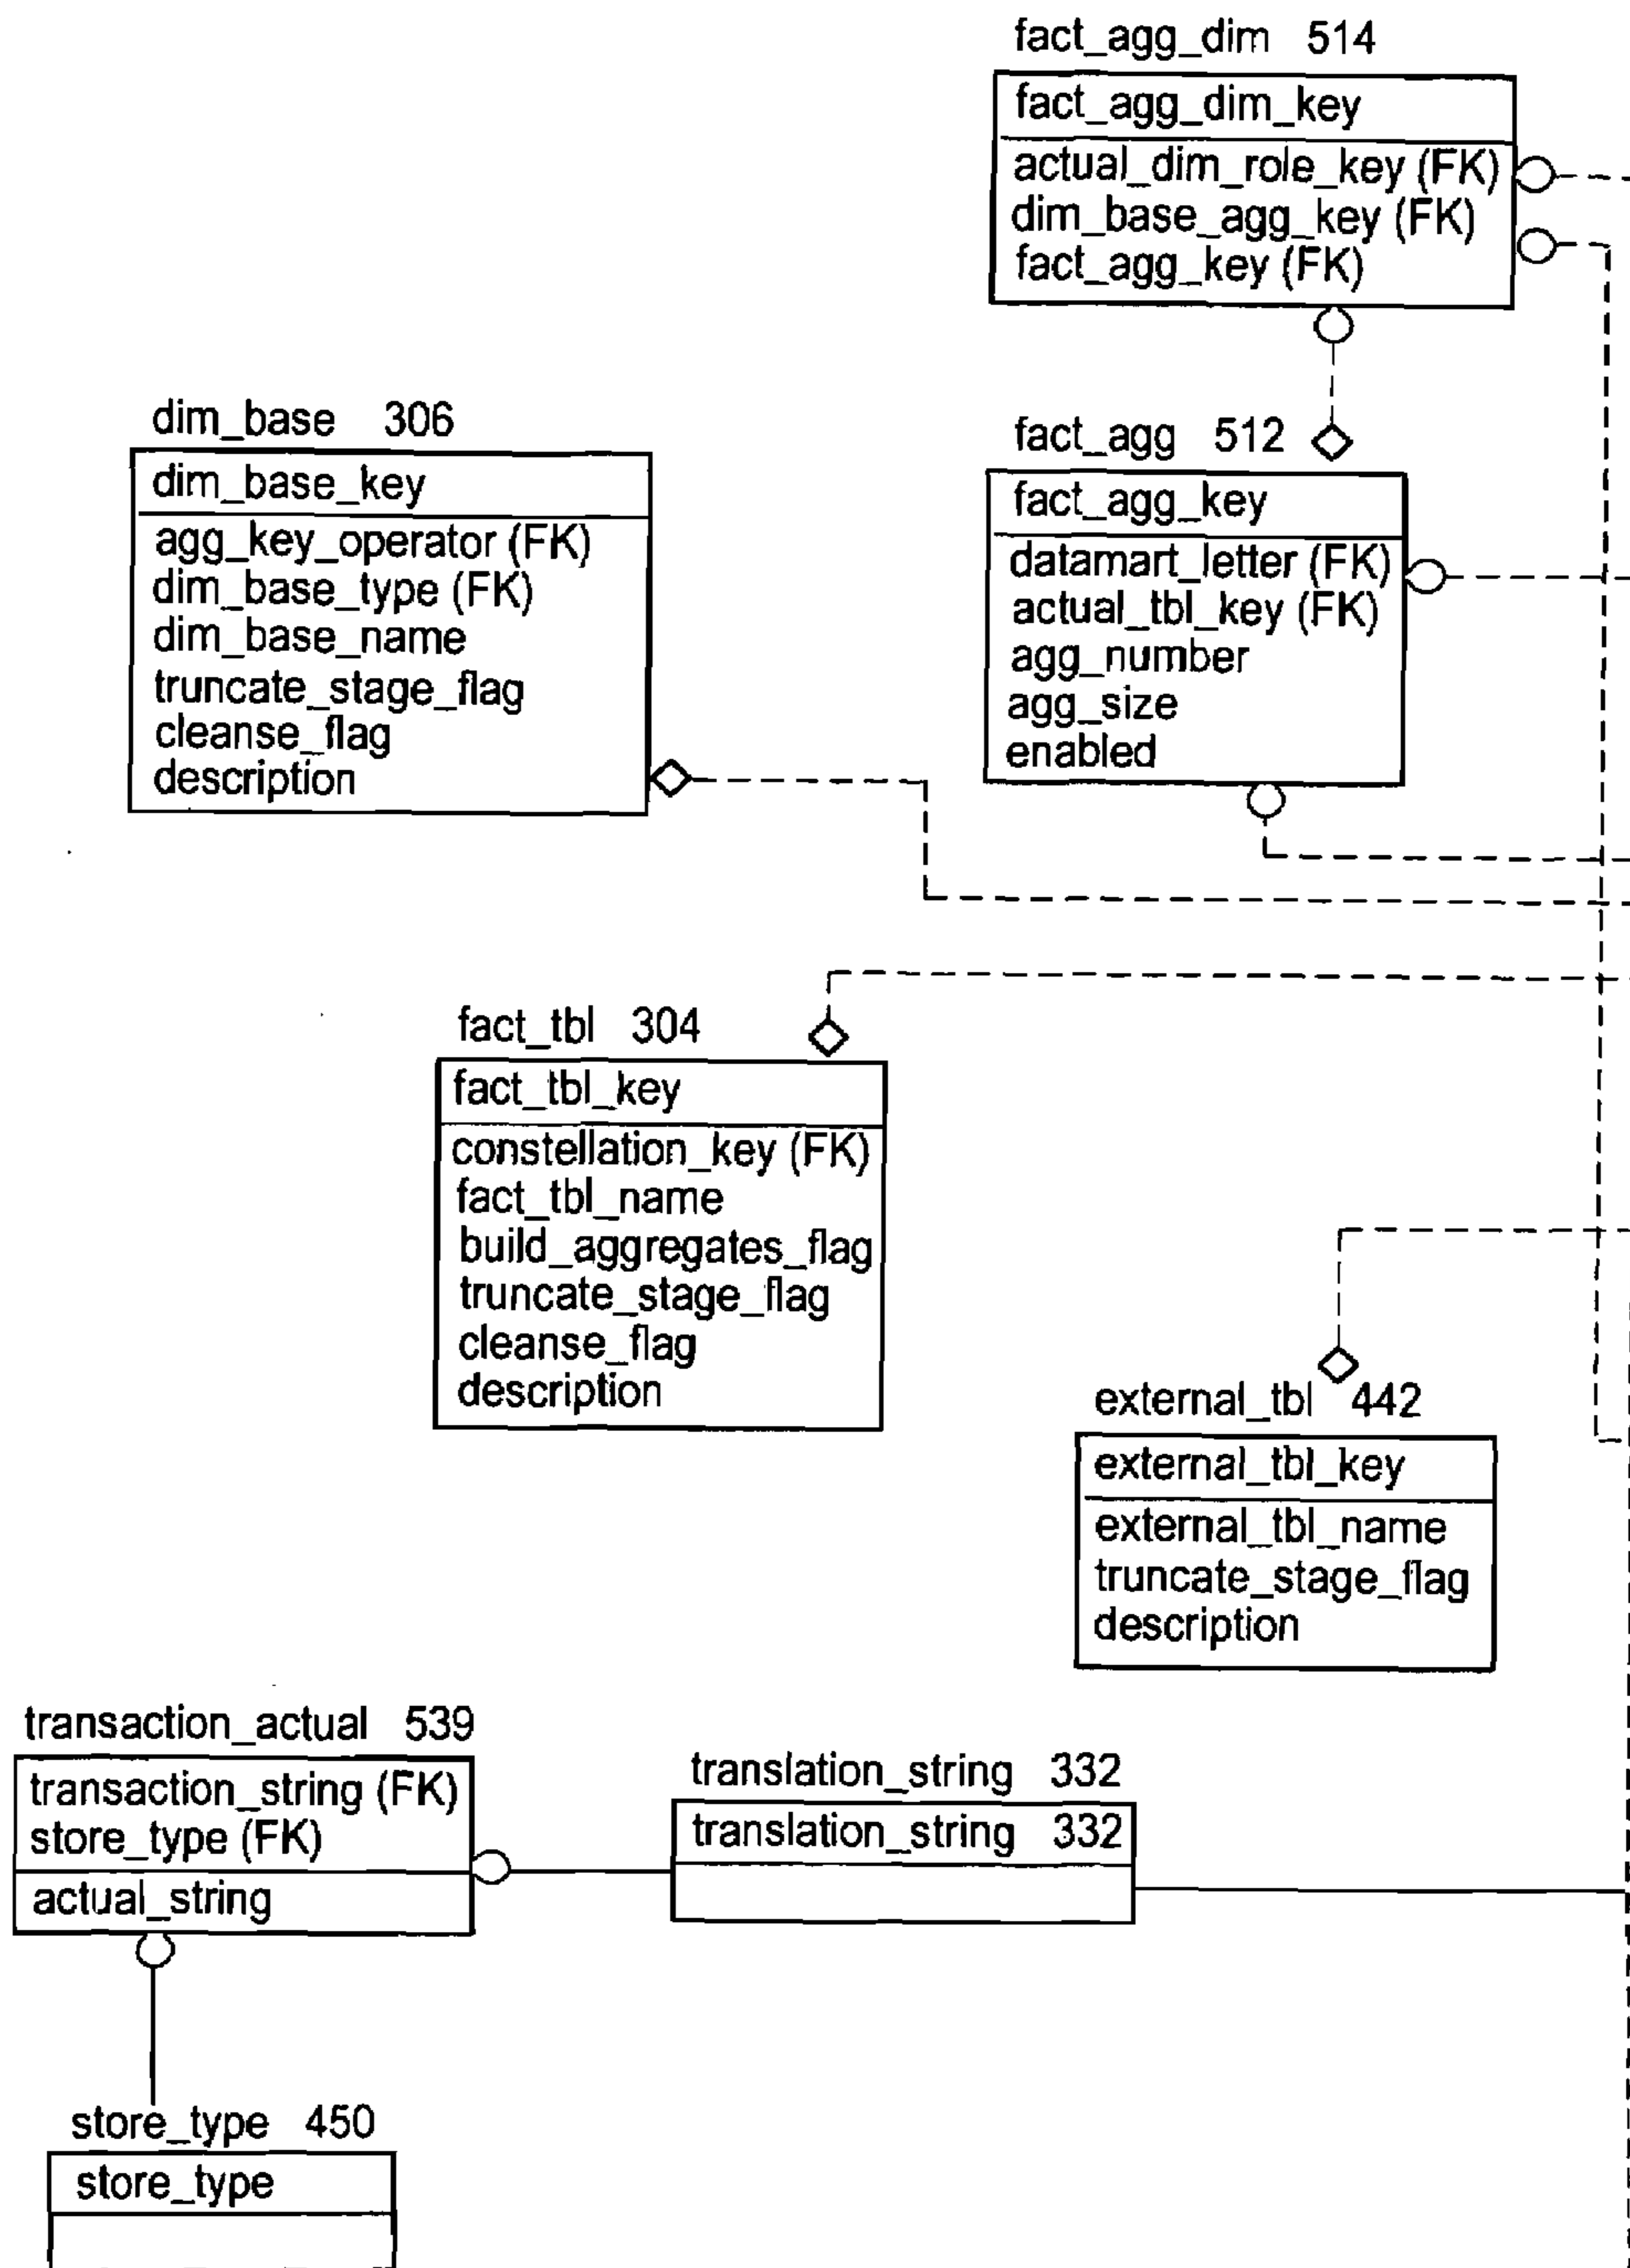 fact_agg_dim 514
fact_agg_dim_key
actual_dim_role_key (FK)
dim_base_agg_key (FK)
fact_agg_key (FK)
dim_base 306
dim_base_key
agg_key_operator (FK)
dim_base_type (FK)
dim_base_name
truncate_stage_flag
cleanse_flag
description
fact_agg 512
fact_agg_key
datamart_letter (FK)
actual_tbl_key (FK)
agg_number
agg_size
enabled
fact_tbl 304
fact_tbl_key
constellation_key (FK)
fact_tbl_name
build_aggregates_flag
truncate_stage_flag
cleanse_flag
description
external_tbl 442
external_tbl_key
external_tbl_name
truncate_stage_flag
description
transaction_actual 539
transaction_string (FK)
store_type (FK)
actual_string
translation_string 332
translation_string 332
store_type 450
store_type